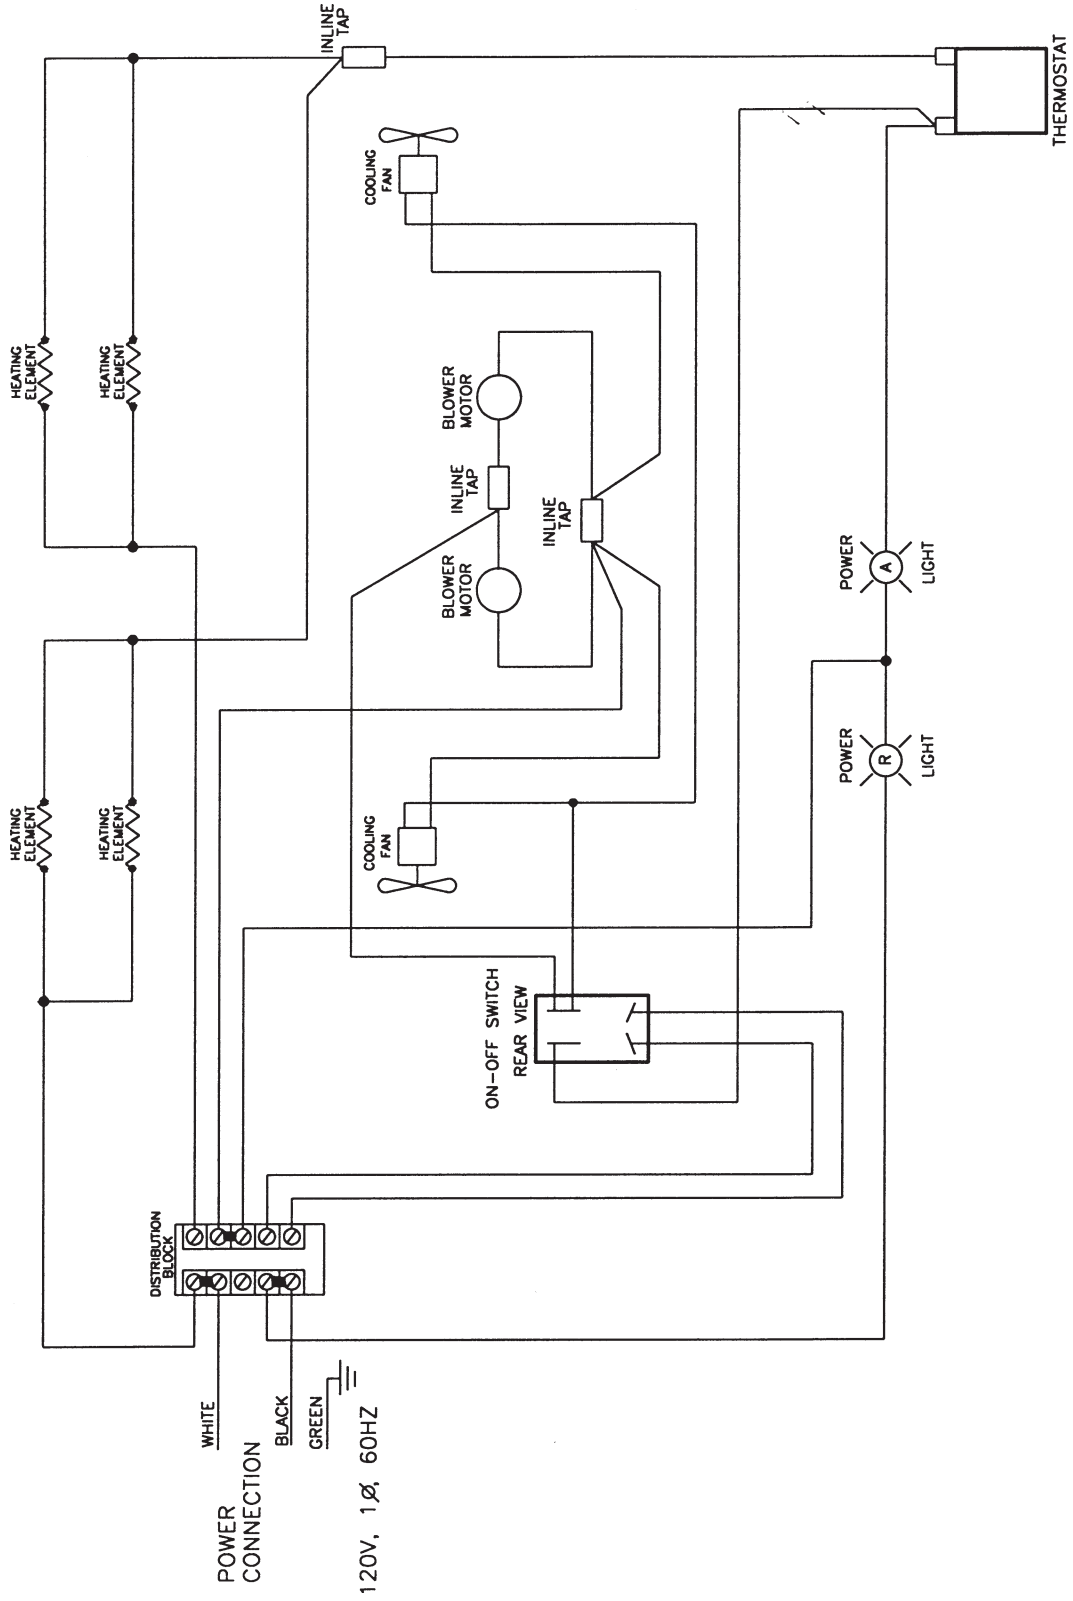 HEATING
ELEMENT
HEATING
ELEMENT
HEATING
ELEMENT
HEATING
ELEMENT
INLINE
TAP
COOLING
FAN
COOLING
FAN
BLOWER
MOTOR
BLOWER
MOTOR
INLINE
TAP
INLINE
TAP
ON-OFF SWITCH
REAR VIEW
DISTRIBUTION
BLOCK
WHITE
BLACK
GREEN
POWER
CONNECTION
120V, 1Ø, 60HZ
POWER
R
LIGHT
POWER
A
LIGHT
THERMOSTAT